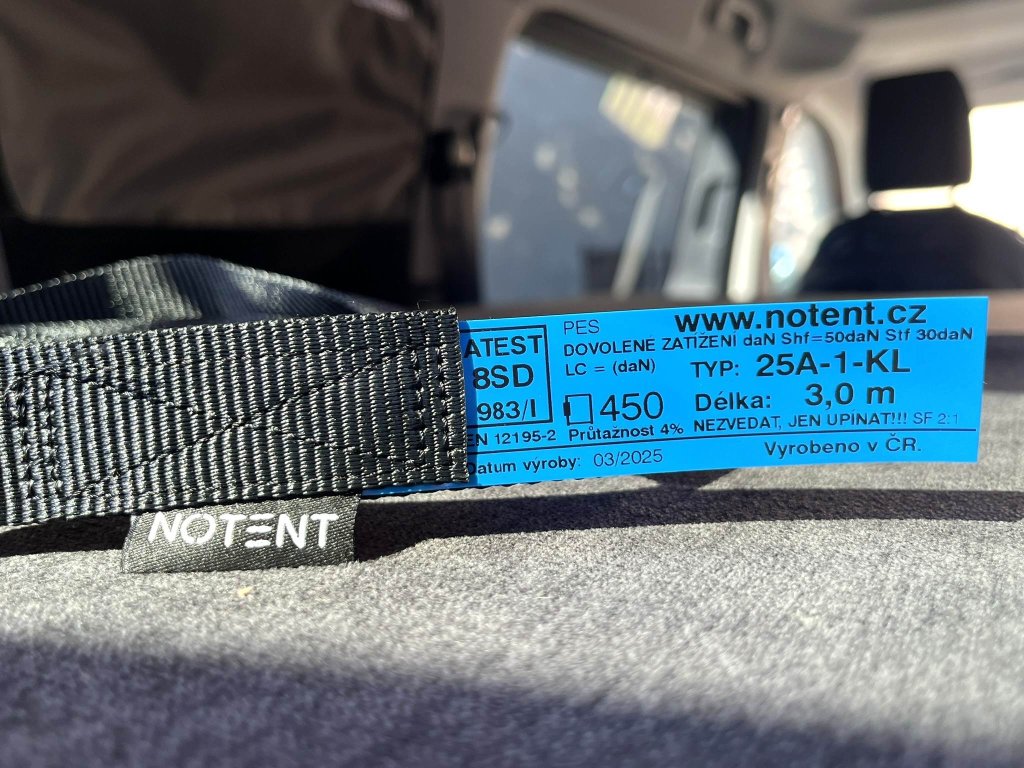 ATEST
8SD
983/I
EN 12195-2
Datum výroby: 03/2025
PES
www.notent.cz
DOVOLENÉ ZATÍŽENÍ daN Shf=50daN Stf 30daN
LC = (daN)
TYP: 25A-1-KL
450
Délka: 3,0 m
Průtažnost 4%
NEZVEDAT, JEN UPÍNAT!!! SF 2:1
Vyrobeno v ČR.
NOTENT